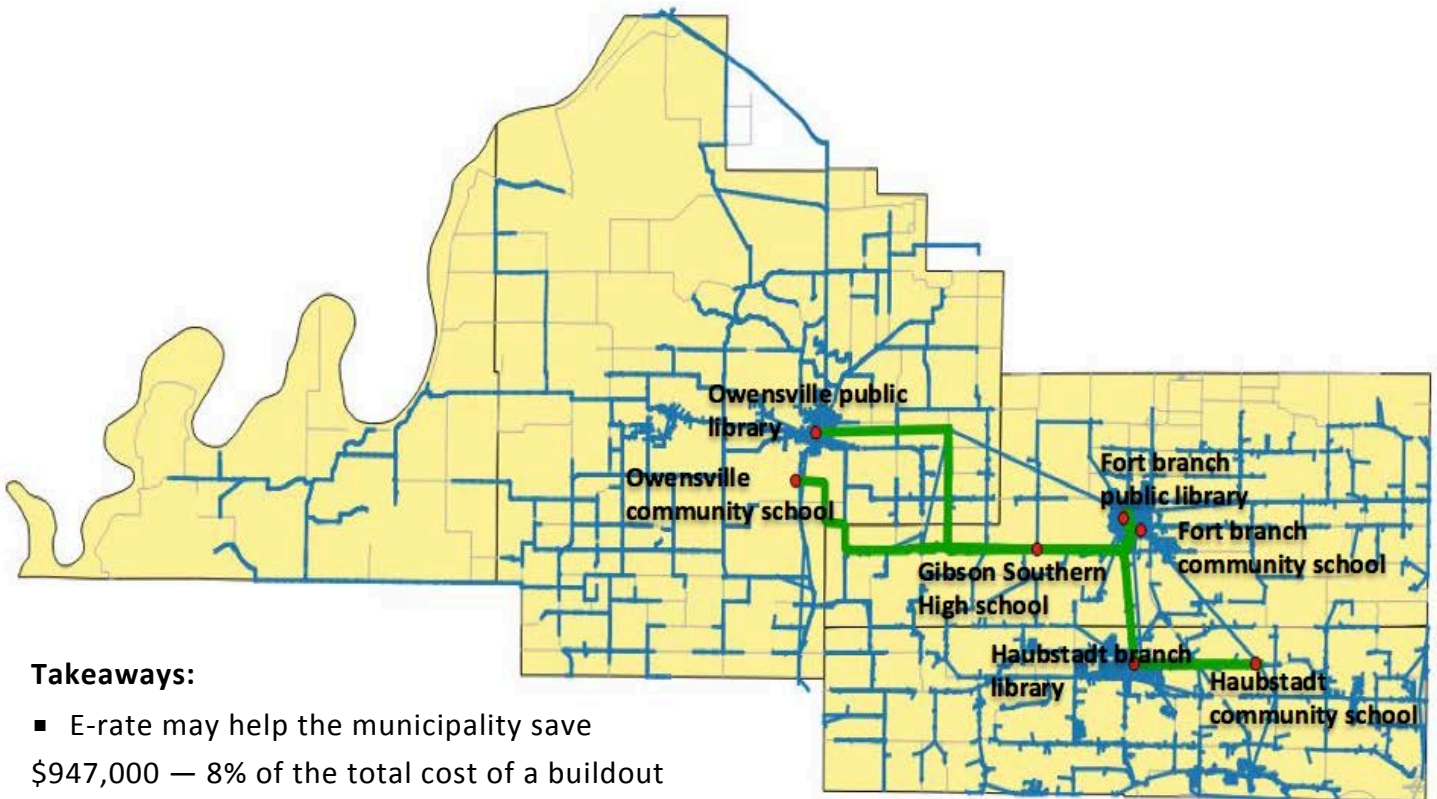 Owensville public
library
Owensville
community school
Fort branch
public library
Fort branch
community school
Gibson Southern
High school
Haubstadt branch
library
Haubstadt
community school
Takeaways:
▪ E-rate may help the municipality save
$947,000 — 8% of the total cost of a buildout